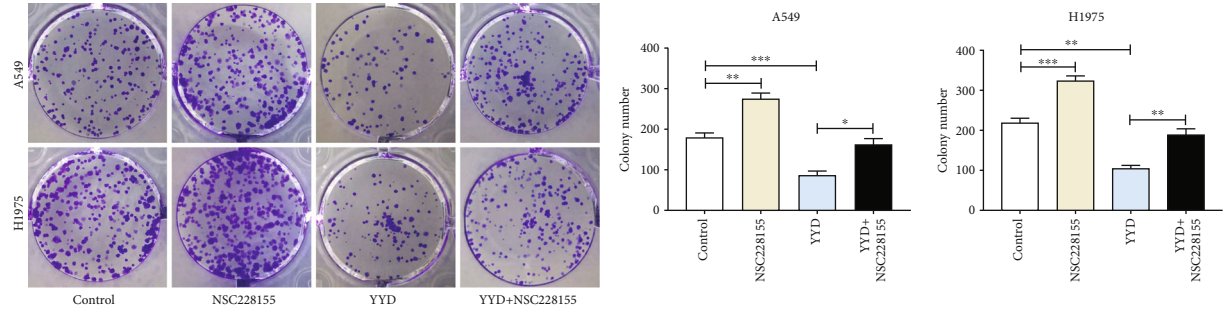 A549
H1975
Control
NSC228155
YYD
YYD+NSC228155
A549
Colony number
400
300
200
100
0
***
**
*
Control
NSC228155
YYD
YYD+
NSC228155
H1975
Colony number
400
300
200
100
0
**
***
**
Control
NSC228155
YYD
YYD+
NSC228155